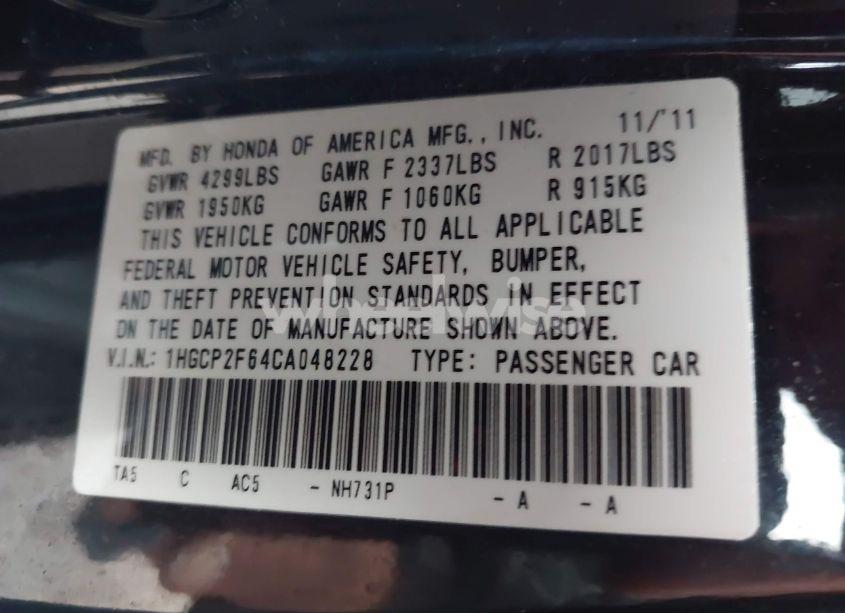 MFD. BY HONDA OF AMERICA MFG., INC. 11/'11
GVWR 4299LBS GAWR F 2337LBS R 2017LBS
GVWR 1950KG GAWR F 1060KG R 915KG
THIS VEHICLE CONFORMS TO ALL APPLICABLE
FEDERAL MOTOR VEHICLE SAFETY, BUMPER,
AND THEFT PREVENTION STANDARDS IN EFFECT
ON THE DATE OF MANUFACTURE SHOWN ABOVE.
V.I.N.: 1HGCP2F64CA048228 TYPE: PASSENGER CAR
TA5 C AC5 - NH731P - A - A
wheelwise